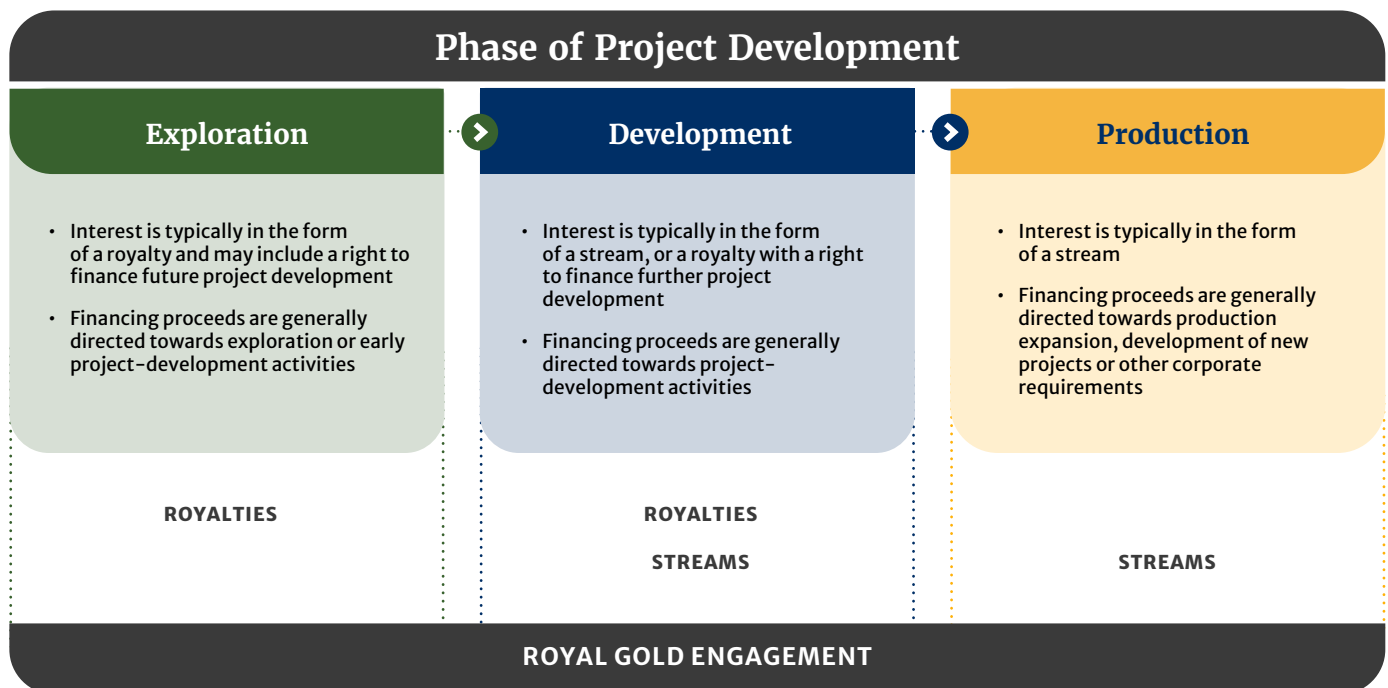 Phase of Project Development
Exploration
• Interest is typically in the form
of a royalty and may include a right to
finance future project development
• Financing proceeds are generally
directed towards exploration or early
project-development activities
ROYALTIES
Development
• Interest is typically in the form
of a stream, or a royalty with a right
to finance further project
development
• Financing proceeds are generally
directed towards project-
development activities
ROYALTIES
STREAMS
Production
• Interest is typically in the form
of a stream
• Financing proceeds are generally
directed towards production
expansion, development of new
projects or other corporate
requirements
STREAMS
ROYAL GOLD ENGAGEMENT